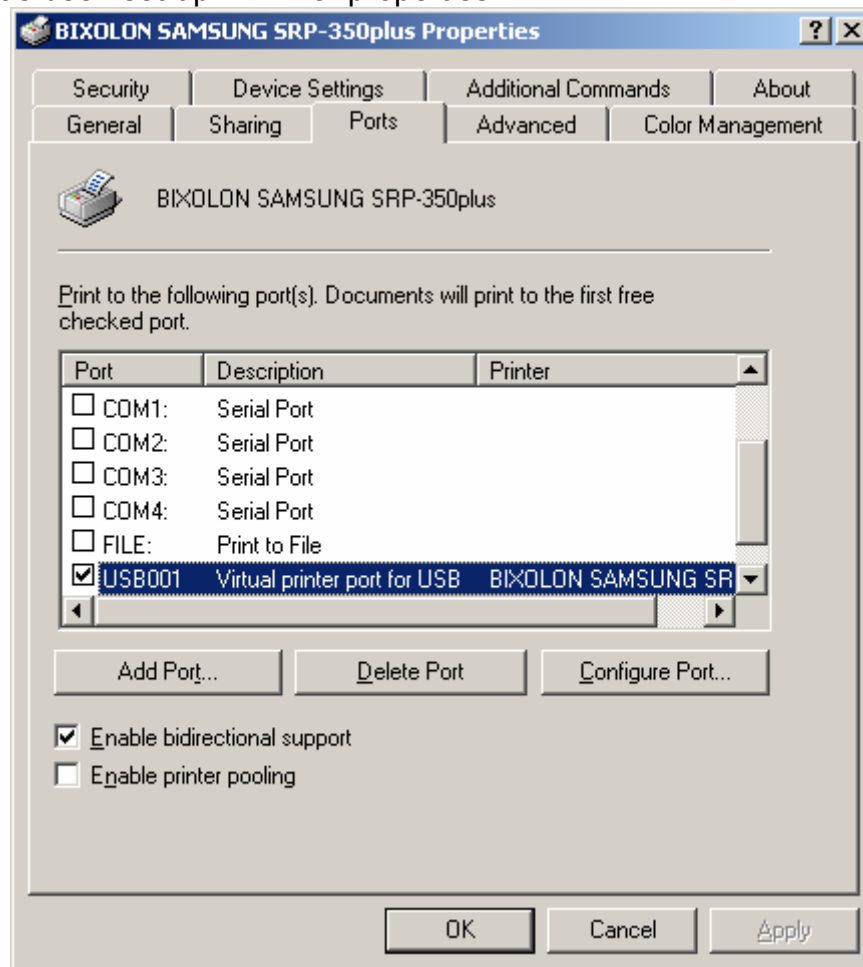 BIXOLON SAMSUNG SRP-350plus Properties
Security Device Settings Additional Commands About
General Sharing Ports Advanced Color Management
BIXOLON SAMSUNG SRP-350plus
Print to the following port(s). Documents will print to the first free
checked port.
Port Description Printer
COM1: Serial Port
COM2: Serial Port
COM3: Serial Port
COM4: Serial Port
FILE: Print to File
USB001 Virtual printer port for USB BIXOLON SAMSUNG SR
Add Port... Delete Port Configure Port...
Enable bidirectional support
Enable printer pooling
OK Cancel Apply